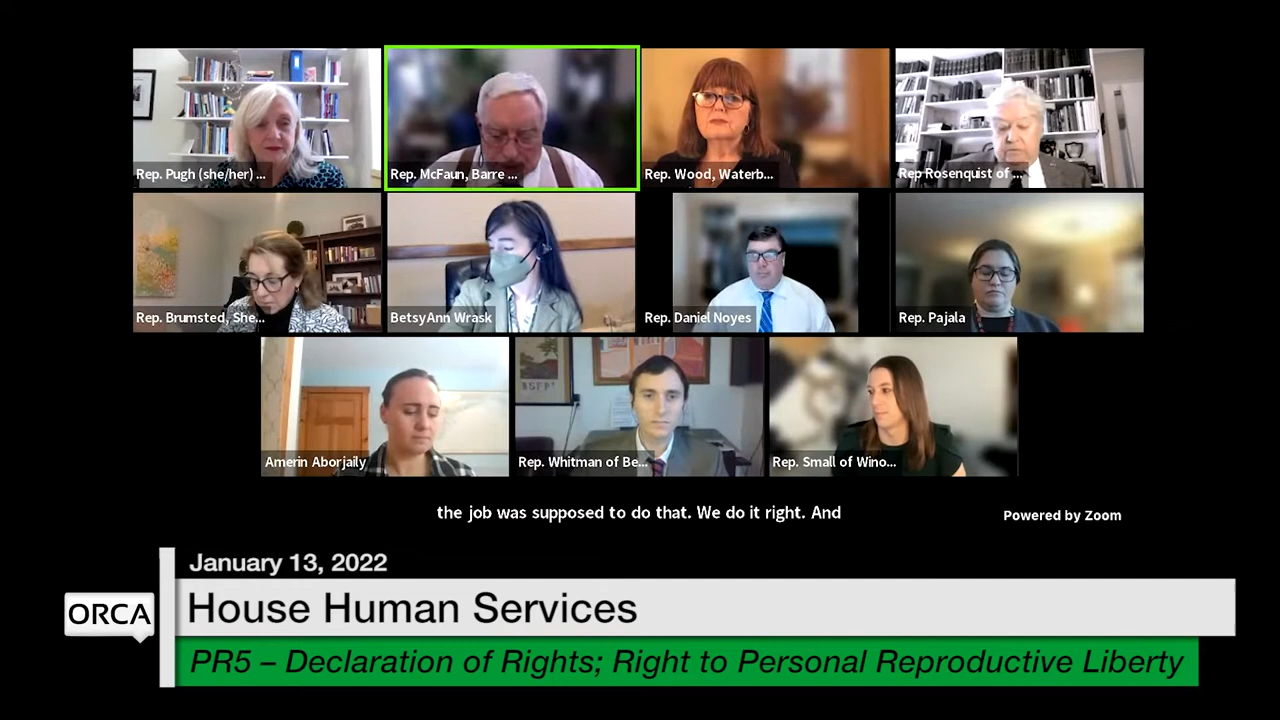 Rep. Pugh (she/her) ...
Rep. McFaun, Barre ...
Rep. Wood, Waterb...
Rep Rosenquist of ...
Rep. Brumsted, She...
BetsyAnn Wrask
Rep. Daniel Noyes
Rep. Pajala
BSFP
Amerin Aborjaily
Rep. Whitman of Be...
Rep. Small of Wino...
the job was supposed to do that. We do it right. And
Powered by Zoom
January 13, 2022
ORCA
House Human Services
PR5 – Declaration of Rights; Right to Personal Reproductive Liberty